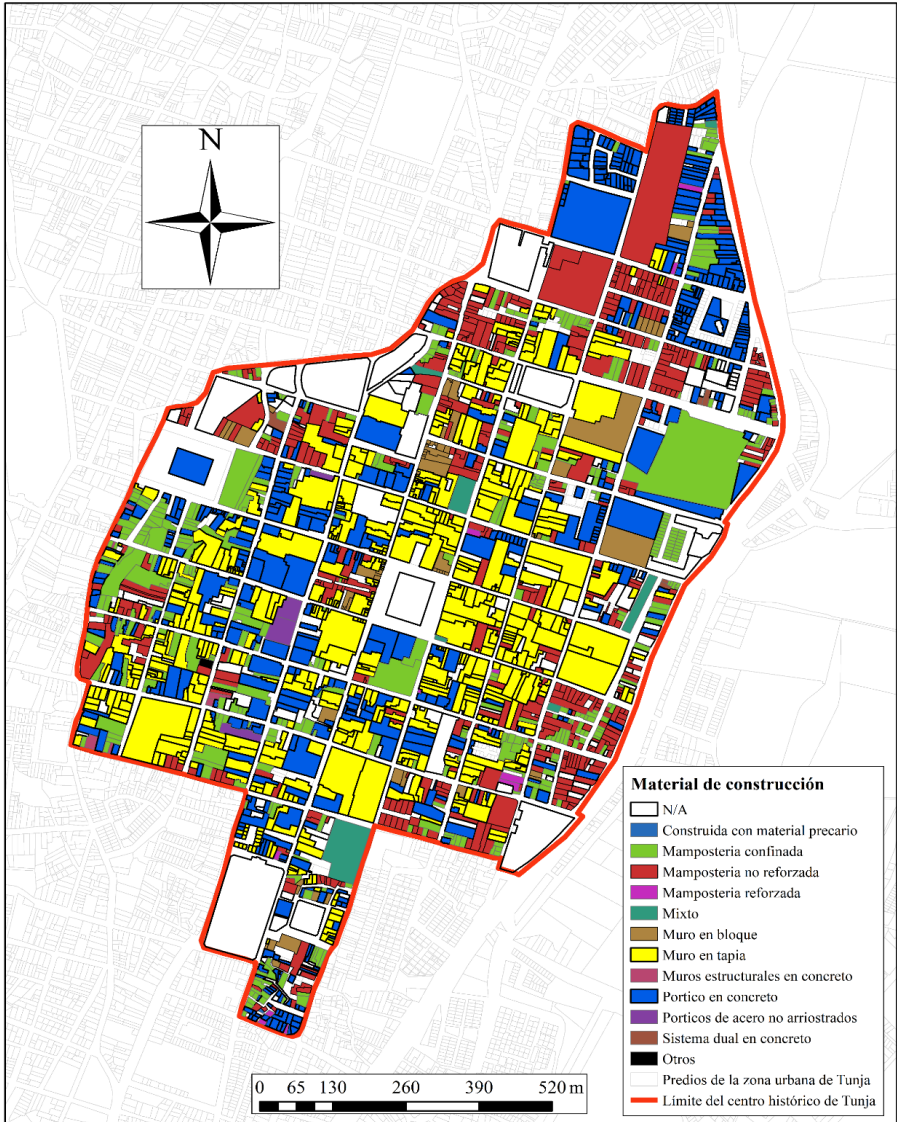 N
Material de construcción
N/A
Construida con material precario
Mamposteria confinada
Mamposteria no reforzada
Mamposteria reforzada
Mixto
Muro en bloque
Muro en tapia
Muros estructurales en concreto
Portico en concreto
Porticos de acero no arriostrados
Sistema dual en concreto
Otros
Predios de la zona urbana de Tunja
Límite del centro histórico de Tunja
0 65 130 260 390 520 m